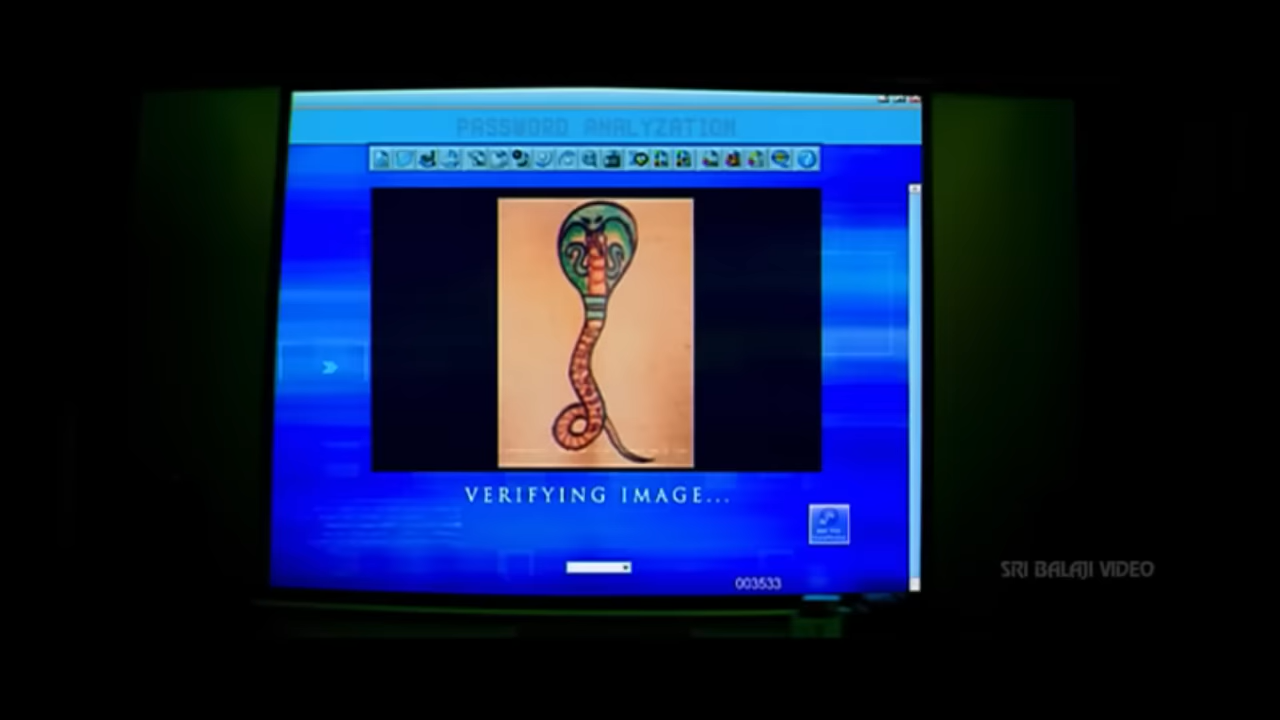 PASSWORD ANALYZATION
VERIFYING IMAGE...
003533
SRI BALAJI VIDEO